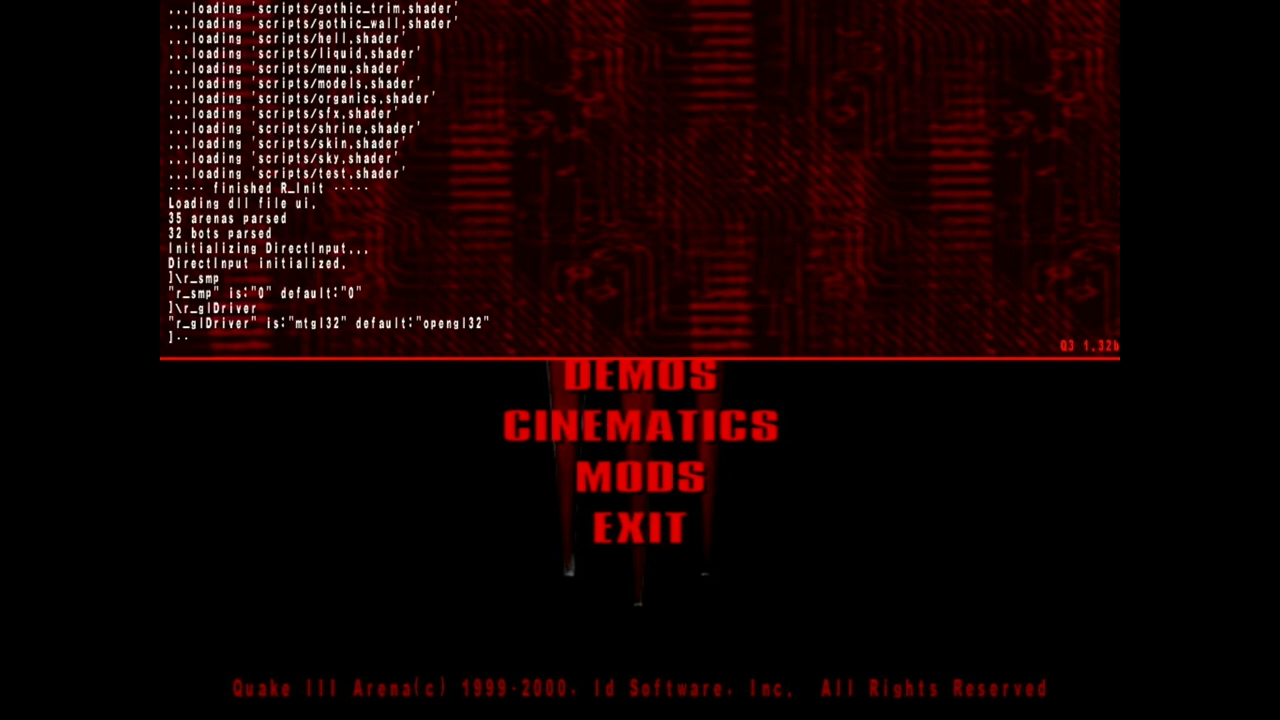 ...loading 'scripts/gothic_trim.shader'
...loading 'scripts/gothic_wall.shader'
...loading 'scripts/hell.shader'
...loading 'scripts/liquid.shader'
...loading 'scripts/menu.shader'
...loading 'scripts/models.shader'
...loading 'scripts/organics.shader'
...loading 'scripts/sfx.shader'
...loading 'scripts/shrine.shader'
...loading 'scripts/skin.shader'
...loading 'scripts/sky.shader'
...loading 'scripts/test.shader'
----- finished R_Init -----
Loading dll file ui.
35 arenas parsed
32 bots parsed
Initializing DirectInput...
DirectInput initialized.
]\r_smp
"r_smp" is:"0" default:"0"
]\r_glDriver
"r_glDriver" is:"mtgl32" default:"opengl32"
]--
Q3 1.32b
DEMOS
CINEMATICS
MODS
EXIT
Quake III Arena(c) 1999-2000, Id Software, Inc. All Rights Reserved